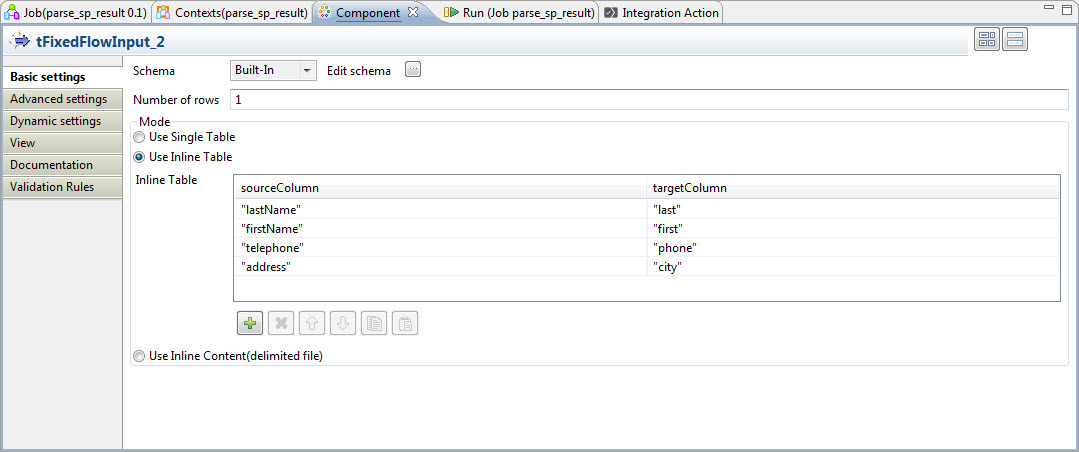 Job(parse_sp_result 0.1) Contexts(parse_sp_result) Component Run (Job parse_sp_result) Integration Action
tFixedFlowInput_2
Basic settings
Advanced settings
Dynamic settings
View
Documentation
Validation Rules
Schema Built-In Edit schema ...
Number of rows 1
Mode
Use Single Table
Use Inline Table
Inline Table
sourceColumn targetColumn
"lastName" "last"
"firstName" "first"
"telephone" "phone"
"address" "city"
Use Inline Content(delimited file)